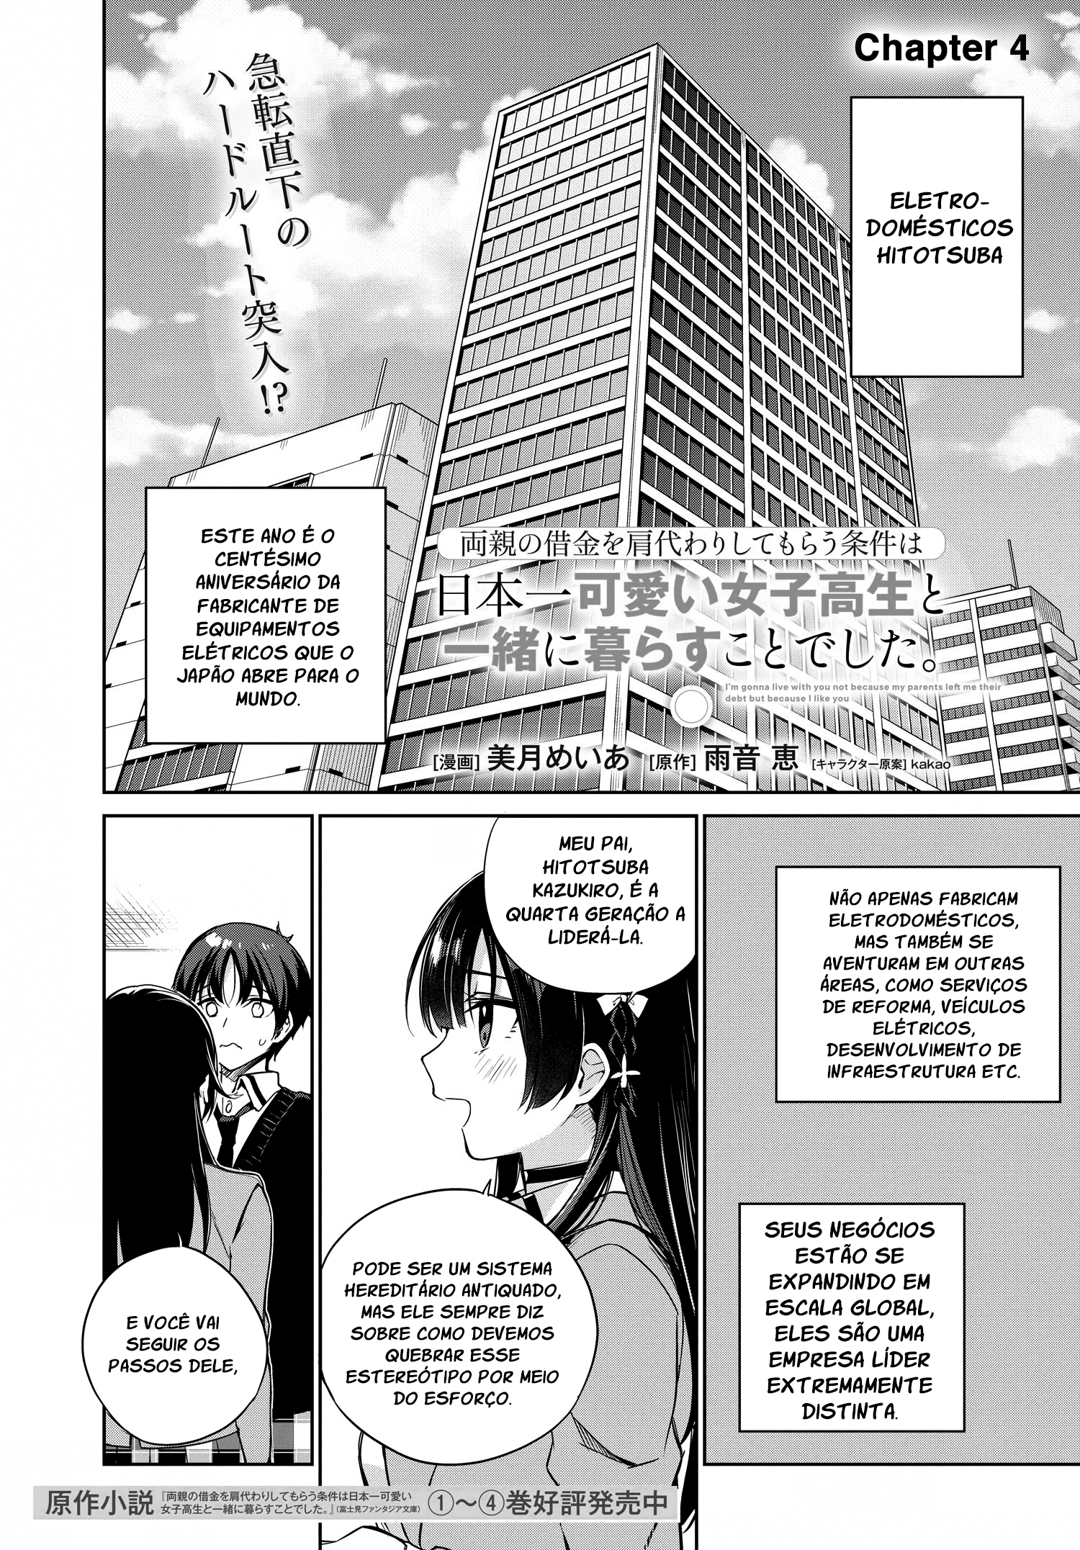 Chapter 4
ELETRO-
DOMÉSTICOS
HITOTSUBA
急転直下の
ハードルート突入!?
ESTE ANO É O
CENTÉSIMO
ANIVERSÁRIO DA
FABRICANTE DE
EQUIPAMENTOS
ELÉTRICOS QUE O
JAPÃO ABRE PARA O
MUNDO.
両親の借金を肩代わりしてもらう条件は
日本一可愛い女子高生と
一緒に暮らすことでした。
I'm gonna live with you not because my parents left me their
debt but because I like you
[漫画] 美月めいあ [原作] 雨音 恵 [キャラクター原案] kakao
NÃO APENAS FABRICAM
ELETRODOMÉSTICOS,
MAS TAMBÉM SE
AVENTURAM EM OUTRAS
ÁREAS, COMO SERVIÇOS
DE REFORMA, VEÍCULOS
ELÉTRICOS,
DESENVOLVIMENTO DE
INFRAESTRUTURA ETC.
SEUS NEGÓCIOS
ESTÃO SE
EXPANDINDO EM
ESCALA GLOBAL,
ELES SÃO UMA
EMPRESA LÍDER
EXTREMAMENTE
DISTINTA.
MEU PAI,
HITOTSUBA
KAZUKIRO, É A
QUARTA GERAÇÃO A
LIDERÁ-LA.
PODE SER UM SISTEMA
HEREDITÁRIO ANTIQUADO,
MAS ELE SEMPRE DIZ
SOBRE COMO DEVEMOS
QUEBRAR ESSE
ESTEREÓTIPO POR MEIO
DO ESFORÇO.
E VOCÊ VAI
SEGUIR OS
PASSOS DELE,
原作小説『両親の借金を肩代わりしてもらう条件は日本一可愛い
女子高生と一緒に暮らすことでした。』(富士見ファンタジア文庫)①〜④巻好評発売中